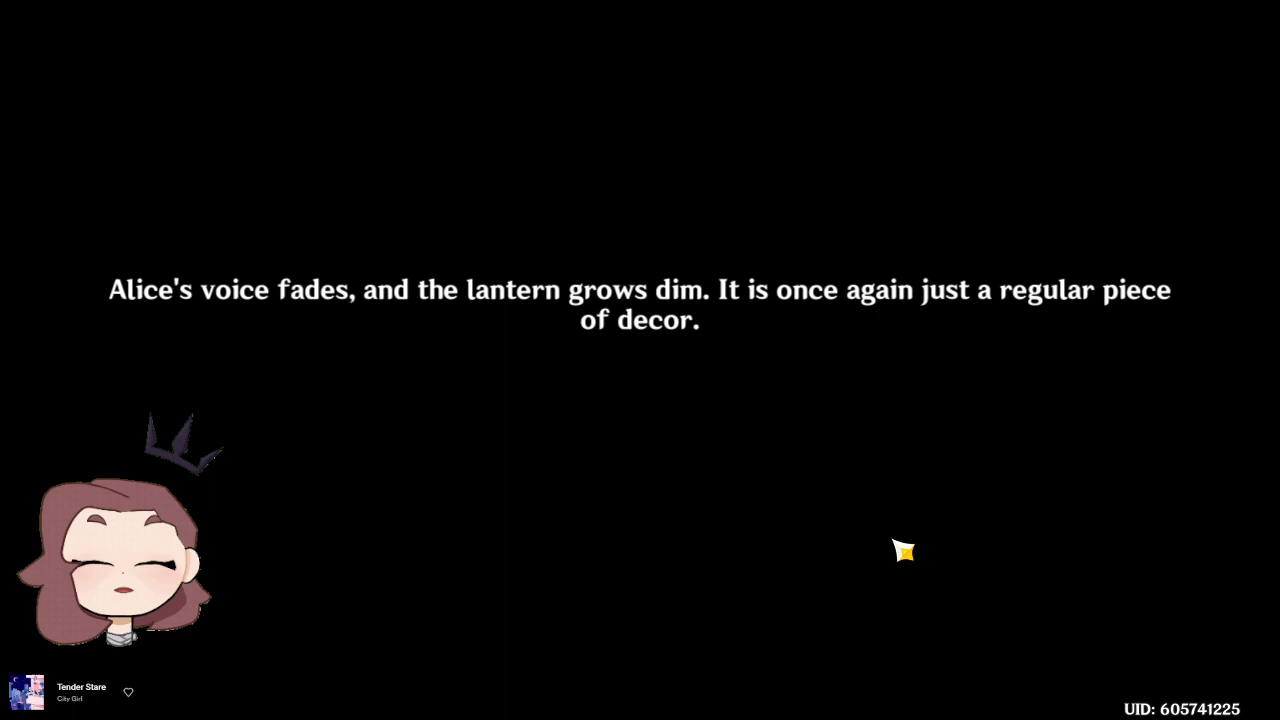 Alice's voice fades, and the lantern grows dim. It is once again just a regular piece
of decor.
Tender Stare
City Girl
UID: 605741225